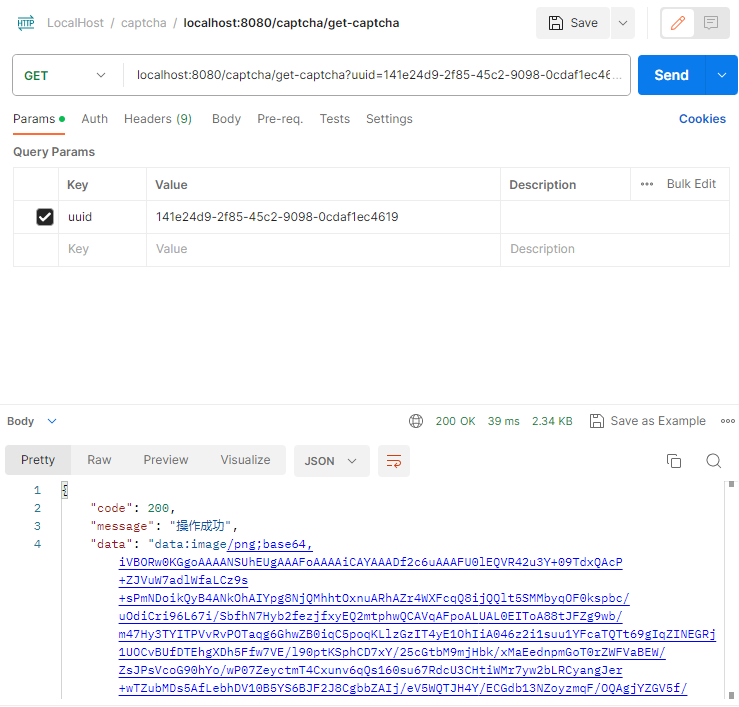 HTTP LocalHost / captcha / localhost:8080/captcha/get-captcha Save
GET localhost:8080/captcha/get-captcha?uuid=141e24d9-2f85-45c2-9098-0cdaf1ec46... Send
Params Auth Headers (9) Body Pre-req. Tests Settings Cookies
Query Params
Key Value Description ••• Bulk Edit
uuid 141e24d9-2f85-45c2-9098-0cdaf1ec4619
Key Value Description
Body 200 OK 39 ms 2.34 KB Save as Example
Pretty Raw Preview Visualize JSON
1 {
2 "code": 200,
3 "message": "操作成功",
4 "data": "data:image/png;base64,
iVBORw0KGgoAAAANSUhEUgAAAFoAAAAiCAYAAADf2c6uAAAFU0lEQVR42u3Y+09TdxQAcP
+ZJVuW7adlWfaLCz9s
+sPmNDoikQyB4ANkOhAIYpg8NjQMhhtOxnuARhAZr4WXFcqQ8ijQQlt5SMMbyqOF0kspbc/
uOdiCri96L67i/SbfhN7Hyb2fezjfxyEQ2mtphwQCAVqAFpoALUAL0EIToA88tJFZg9wb/
m47Hy3TYITPVvRvPOTaqg6GhwZB0iqC5poqKLlzGzIT4yE1OhIiA046z2i1suu1YFcaTQTt69gIqZINEGRj
1UOCvBUfDTEhgXDh5Ffw7VE/l90ptKSphCD7xY/25cGtbM9mjHbk/xMaEednpmGoT0rZWFVaBEW/
ZsJPsVcoG90hYo/wP07ZeyctmT4Cxunv6qQs160su67RdcU3CHtiWMr7yw2bLRCyangJer
+wTZubMDs5AfLebhDV10B5YS6BJF2J8CgbbZAIj/eV5WQTJH4Y/ECGdb13NZoyzmqF/OQAgjYZGV5f/